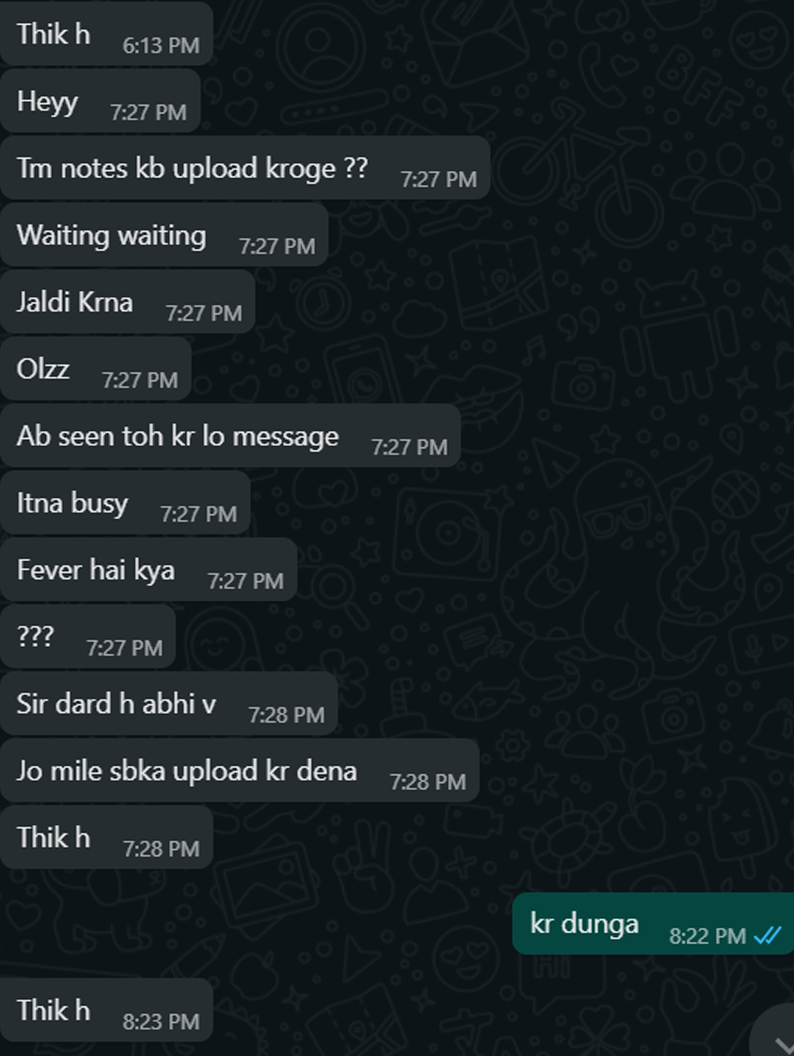 Thik h 6:13 PM
Heyy 7:27 PM
Tm notes kb upload kroge ?? 7:27 PM
Waiting waiting 7:27 PM
Jaldi Krna 7:27 PM
Olzz 7:27 PM
Ab seen toh kr lo message 7:27 PM
Itna busy 7:27 PM
Fever hai kya 7:27 PM
??? 7:27 PM
Sir dard h abhi v 7:28 PM
Jo mile sbka upload kr dena 7:28 PM
Thik h 7:28 PM
kr dunga 8:22 PM
Thik h 8:23 PM